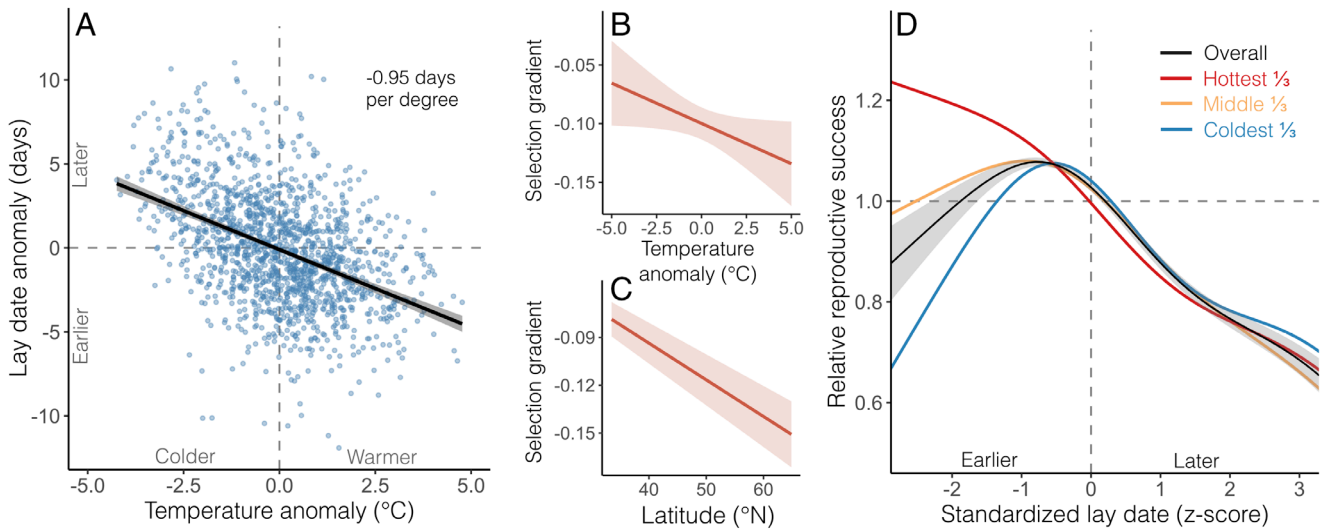 A
Lay date anomaly (days)
Later
Earlier
10
5
0
-5
-10
-0.95 days
per degree
Colder
Warmer
-5.0
-2.5
0
2.5
5.0
Temperature anomaly (°C)
B
Selection gradient
-0.05
-0.10
-0.15
-5.0
-2.5
0.0
2.5
5.0
Temperature
anomaly (°C)
C
Selection gradient
-0.09
-0.12
-0.15
40
50
60
Latitude (°N)
D
Relative reproductive success
1.2
1.0
0.8
0.6
Overall
Hottest ⅓
Middle ⅓
Coldest ⅓
Earlier
Later
-2
-1
0
1
2
3
Standardized lay date (z-score)